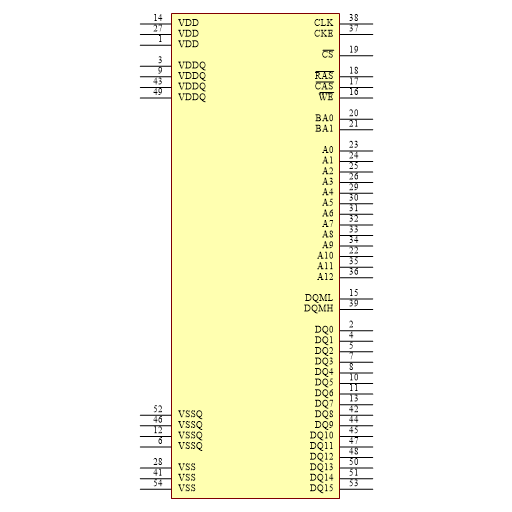 14 VDD CLK 38
27 VDD CKE 37
1 VDD
CS 19
3 VDDQ
9 VDDQ RAS 18
43 VDDQ CAS 17
49 VDDQ WE 16
BA0 20
BA1 21
A0 23
A1 24
A2 25
A3 26
A4 29
A5 30
A6 31
A7 32
A8 33
A9 34
A10 22
A11 35
A12 36
DQML 15
DQMH 39
DQ0 2
DQ1 4
DQ2 5
DQ3 7
DQ4 8
DQ5 10
DQ6 11
DQ7 13
52 VSSQ DQ8 42
46 VSSQ DQ9 44
12 VSSQ DQ10 45
6 VSSQ DQ11 47
DQ12 48
28 VSS DQ13 50
41 VSS DQ14 51
54 VSS DQ15 53